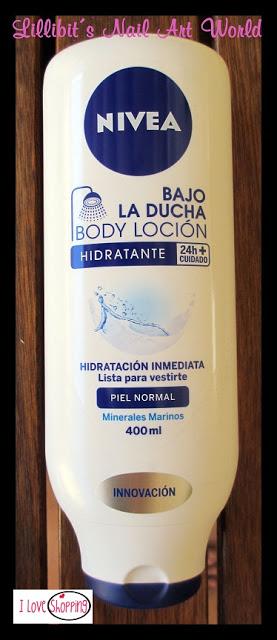 Lillibit´s Nail Art World
NIVEA
BAJO
LA DUCHA
BODY LOCIÓN
HIDRATANTE 24h+ CUIDADO
HIDRATACIÓN INMEDIATA
Lista para vestirte
PIEL NORMAL
Minerales Marinos
400ml
INNOVACIÓN
I Love Shopping